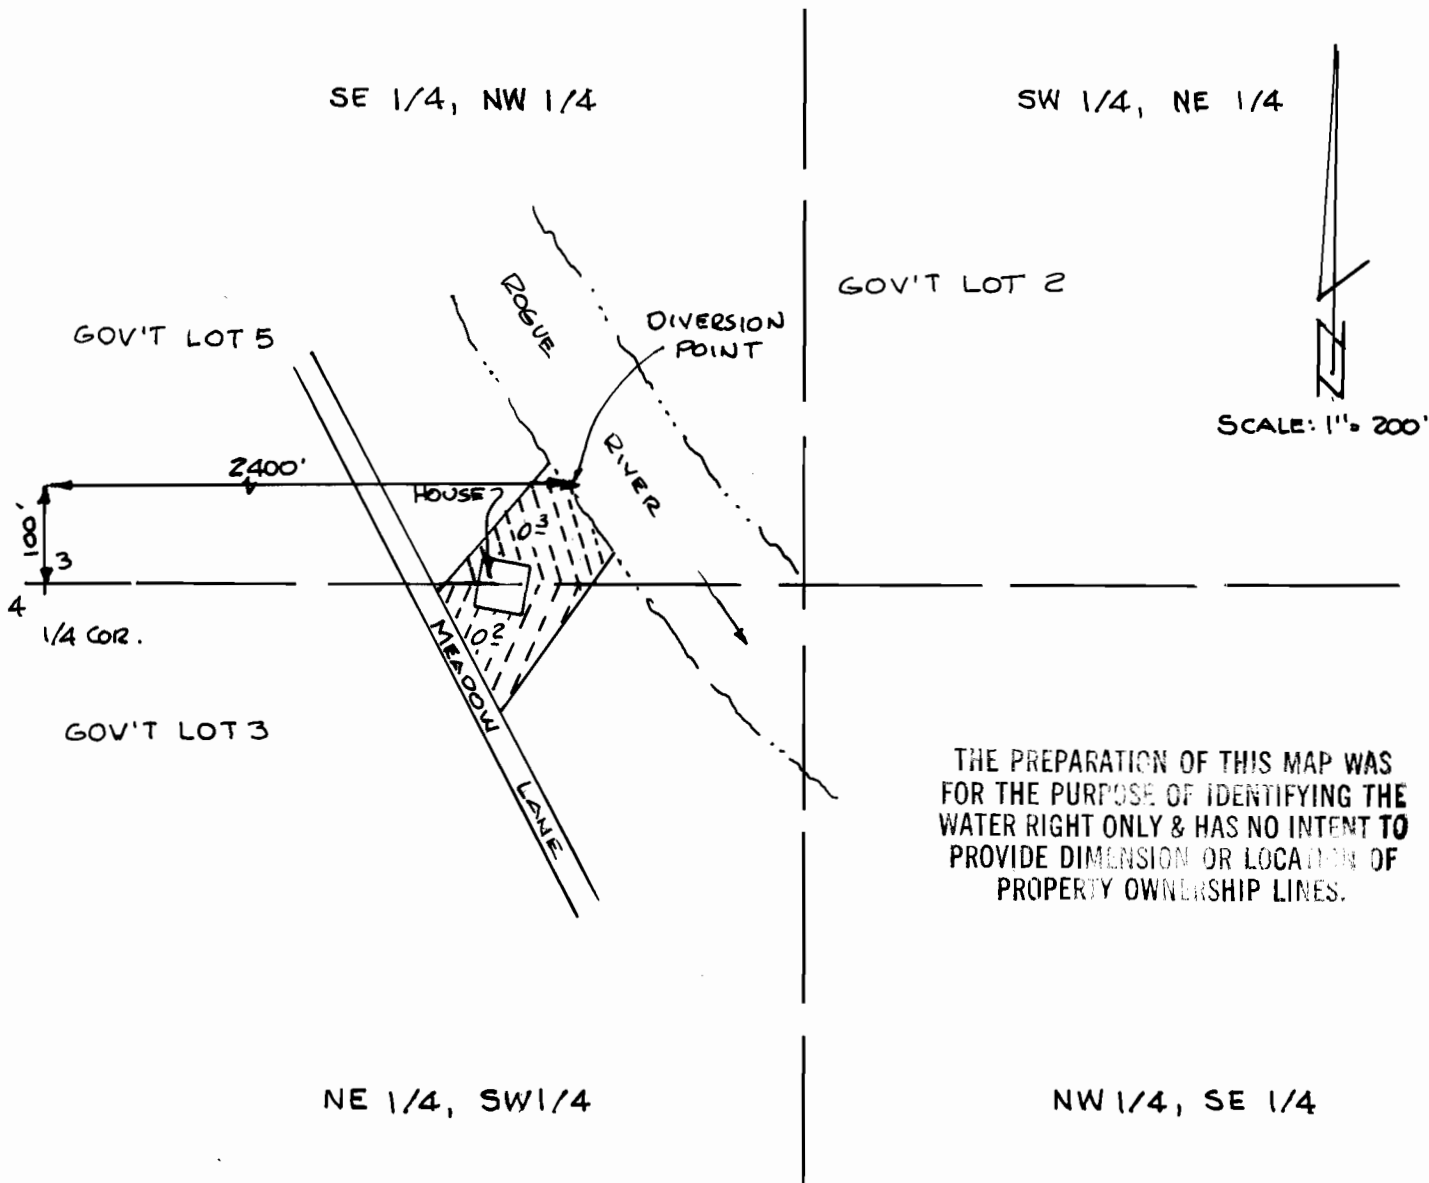 SE 1/4, NW 1/4
SW 1/4, NE 1/4
GOV'T LOT 2
ROGUE
DIVERSION
POINT
GOV'T LOT 5
SCALE: 1"= 200'
2400'
HOUSE
RIVER
100'
0.3
3
4
1/4 COR.
0.2
MEADOW
LANE
GOV'T LOT 3
THE PREPARATION OF THIS MAP WAS
FOR THE PURPOSE OF IDENTIFYING THE
WATER RIGHT ONLY & HAS NO INTENT TO
PROVIDE DIMENSION OR LOCATION OF
PROPERTY OWNERSHIP LINES.
NE 1/4, SW 1/4
NW 1/4, SE 1/4